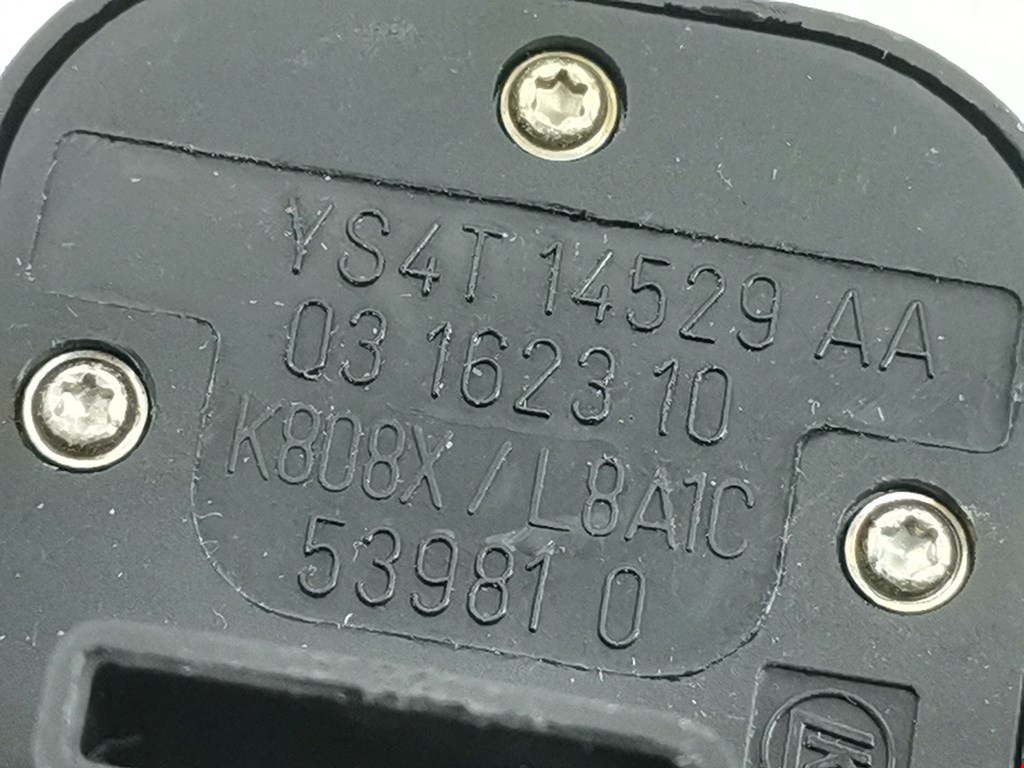 YS4T 14529 AA
03 1623 10
K808X / L8A1C
53981 0